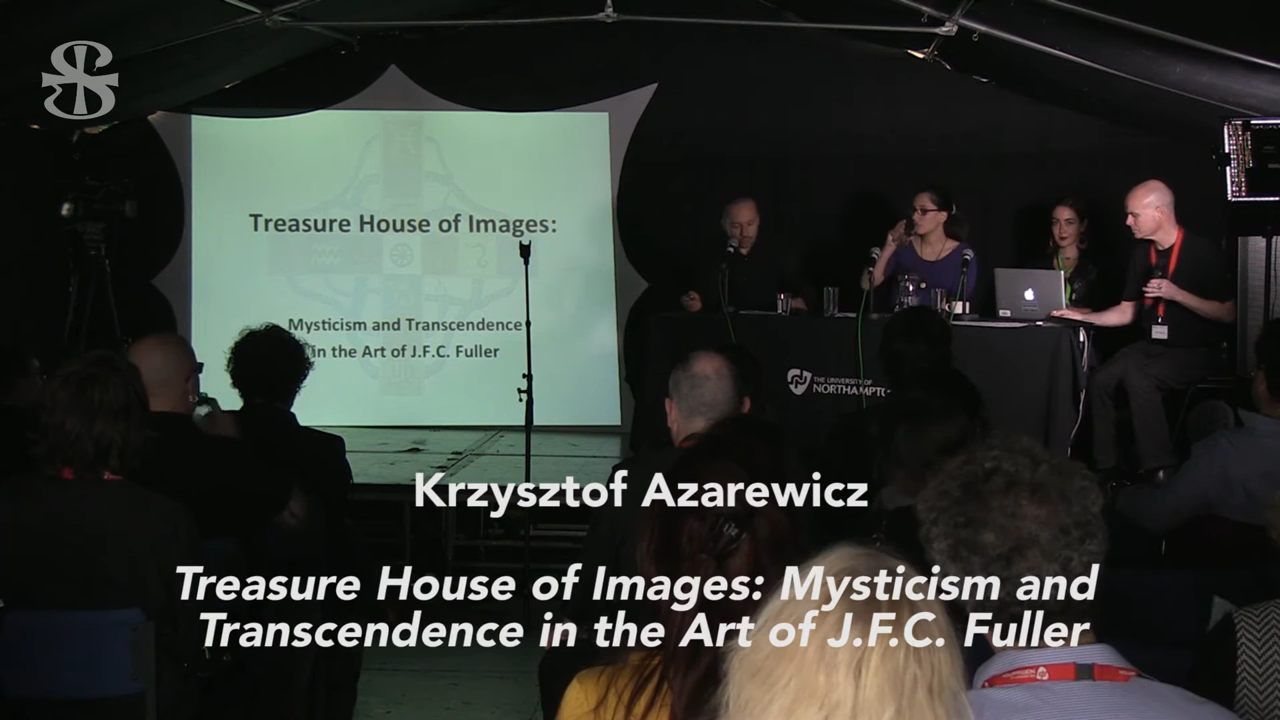 Treasure House of Images:
Mysticism and Transcendence
in the Art of J.F.C. Fuller
THE UNIVERSITY OF
NORTHAMPTO
Krzysztof Azarewicz
Treasure House of Images: Mysticism and
Transcendence in the Art of J.F.C. Fuller